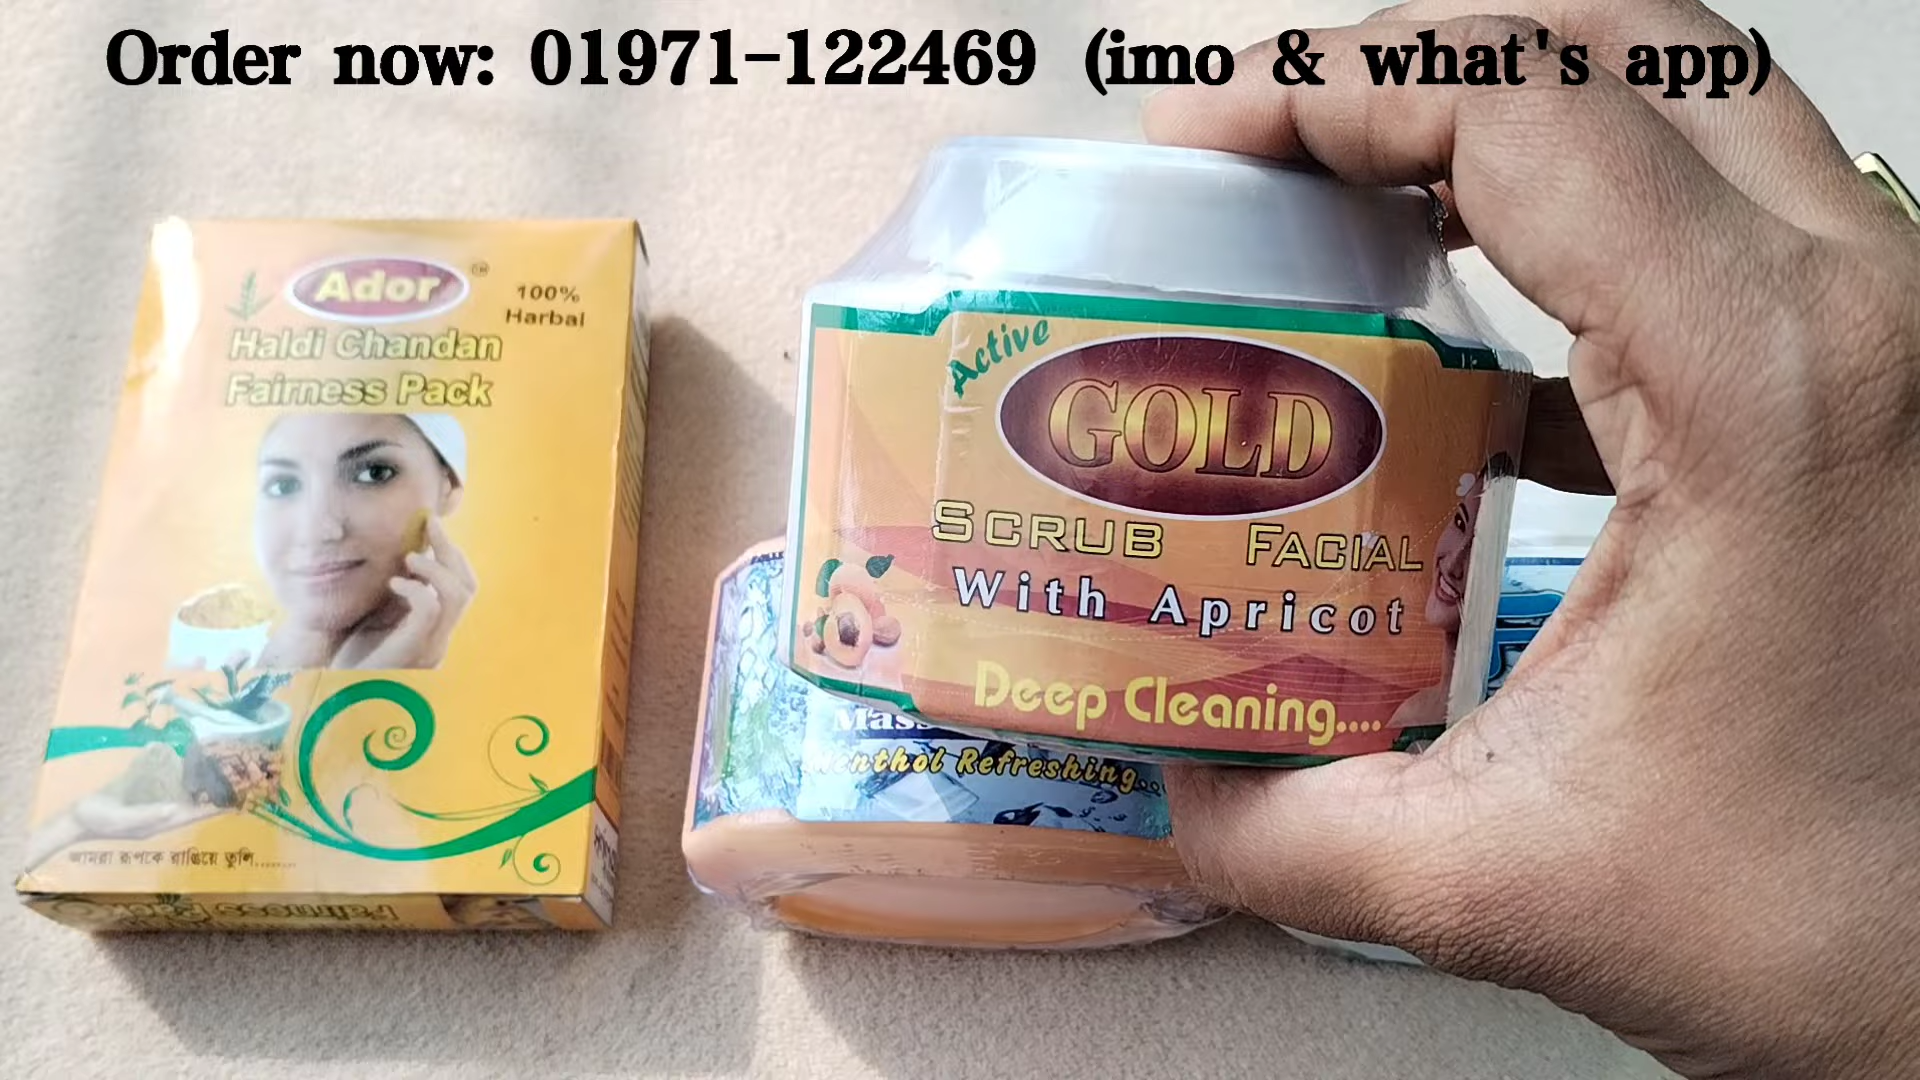 Order now: 01971-122469 (imo & what's app)
Ador
100%
Harbal
Haldi Chandan
Fairness Pack
আমরা রূপকে রাঙিয়ে তুলি........
Active
GOLD
SCRUB FACIAL
With Apricot
Deep Cleaning....
Menthol Refreshing...